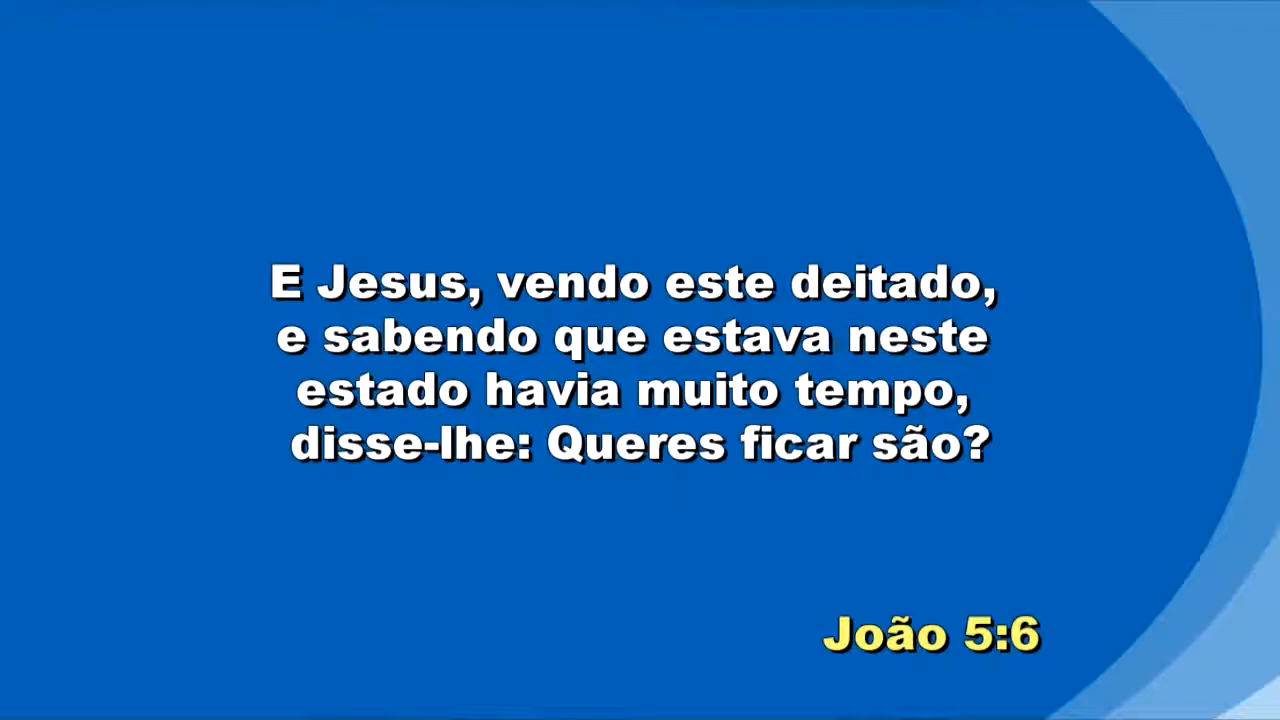 E Jesus, vendo este deitado,
e sabendo que estava neste
estado havia muito tempo,
disse-lhe: Queres ficar são?
João 5:6